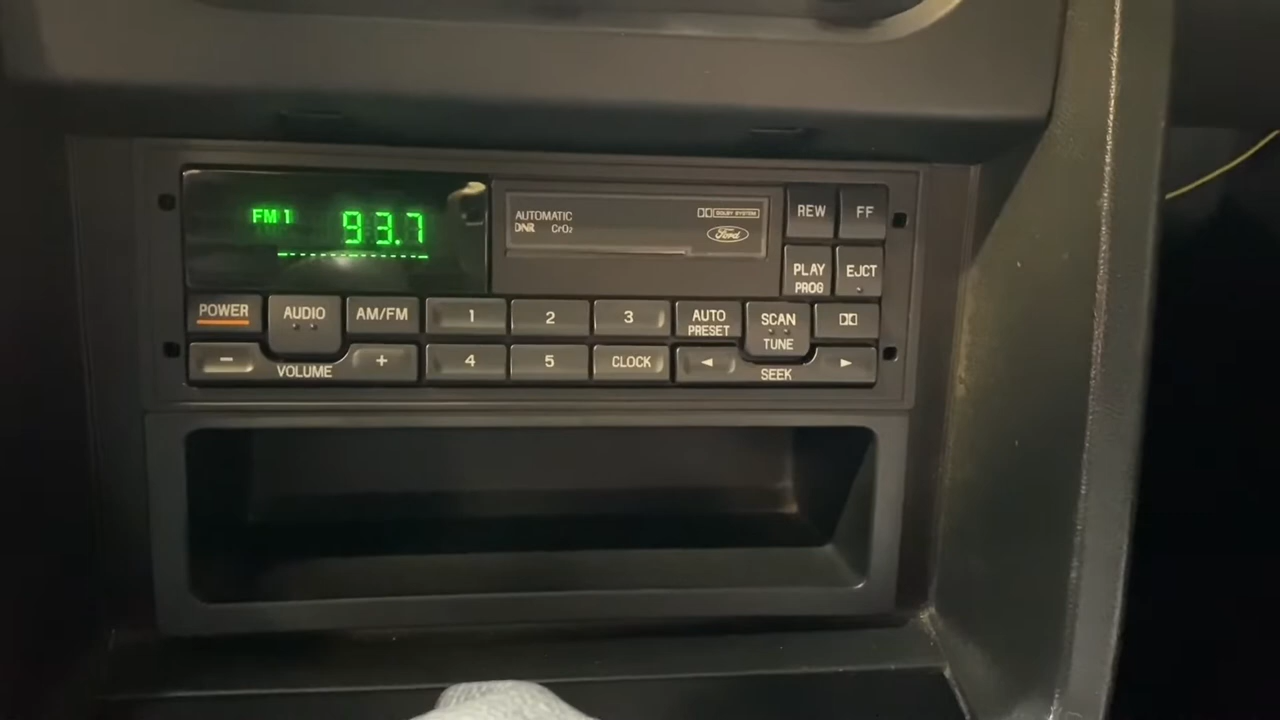 FM 1 93.7
AUTOMATIC
DNR CrO2
DOLBY SYSTEM
Ford
REW FF
PLAY EJCT
PROG
POWER AUDIO AM/FM 1 2 3 AUTO PRESET SCAN TUNE
- VOLUME + 4 5 CLOCK ◄ SEEK ►